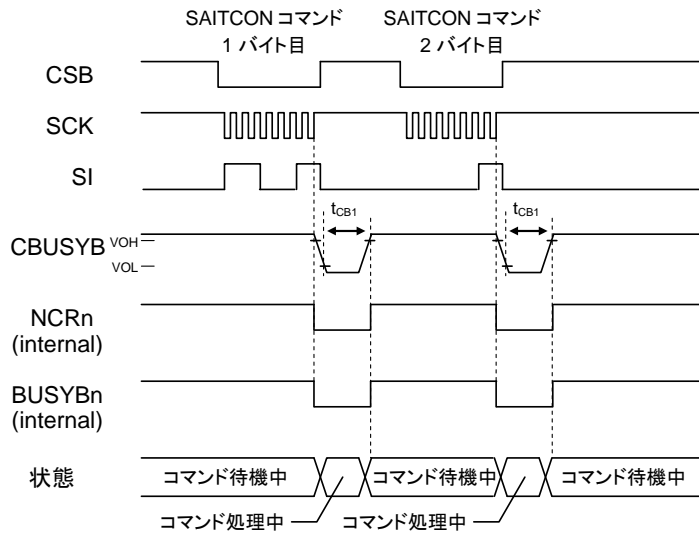 SAITCON コマンド
1 バイト目
SAITCON コマンド
2 バイト目
CSB
SCK
SI
tCB1
tCB1
CBUSYB
VOH
VOL
NCRn
(internal)
BUSYBn
(internal)
状態
コマンド待機中
コマンド待機中
コマンド待機中
コマンド処理中
コマンド処理中